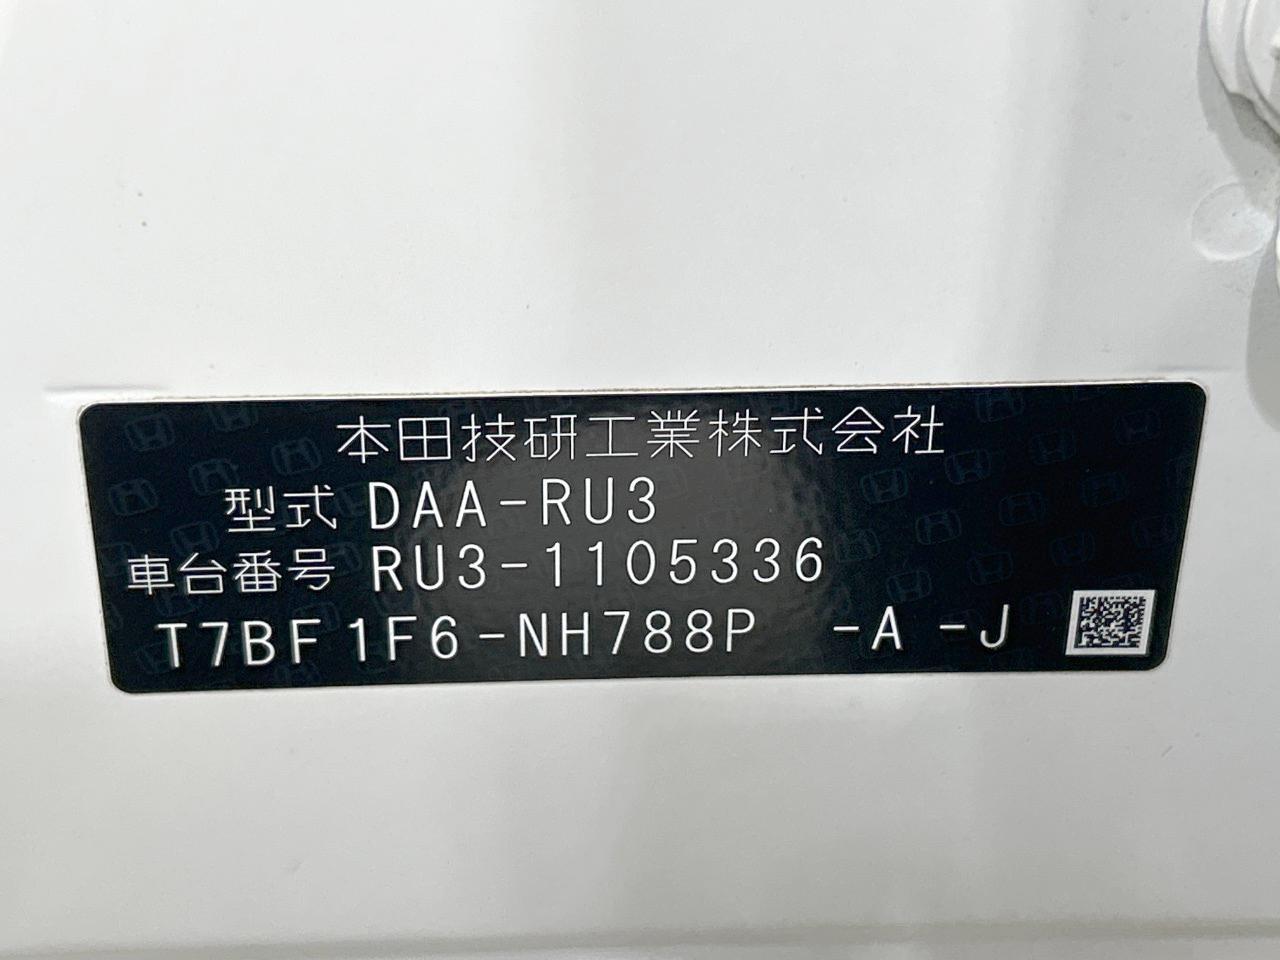 本田技研工業株式会社
型式 DAA-RU3
車台番号 RU3-1105336
T7BF1F6-NH788P -A -J